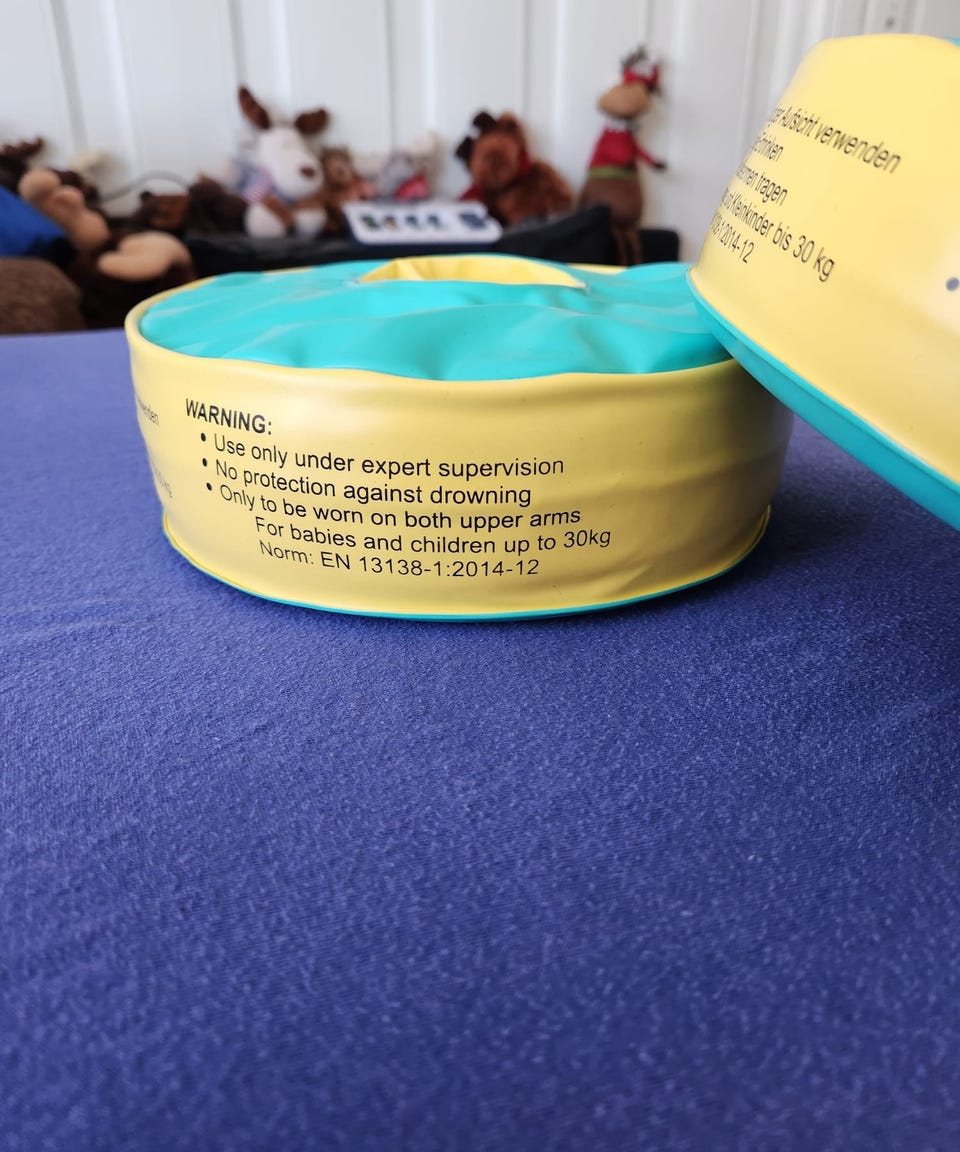 WARNING:
• Use only under expert supervision
• No protection against drowning
• Only to be worn on both upper arms
For babies and children up to 30kg
Norm: EN 13138-1:2014-12
Aufsicht verwenden
tragen
Kleinkinder bis 30 kg
2014-12